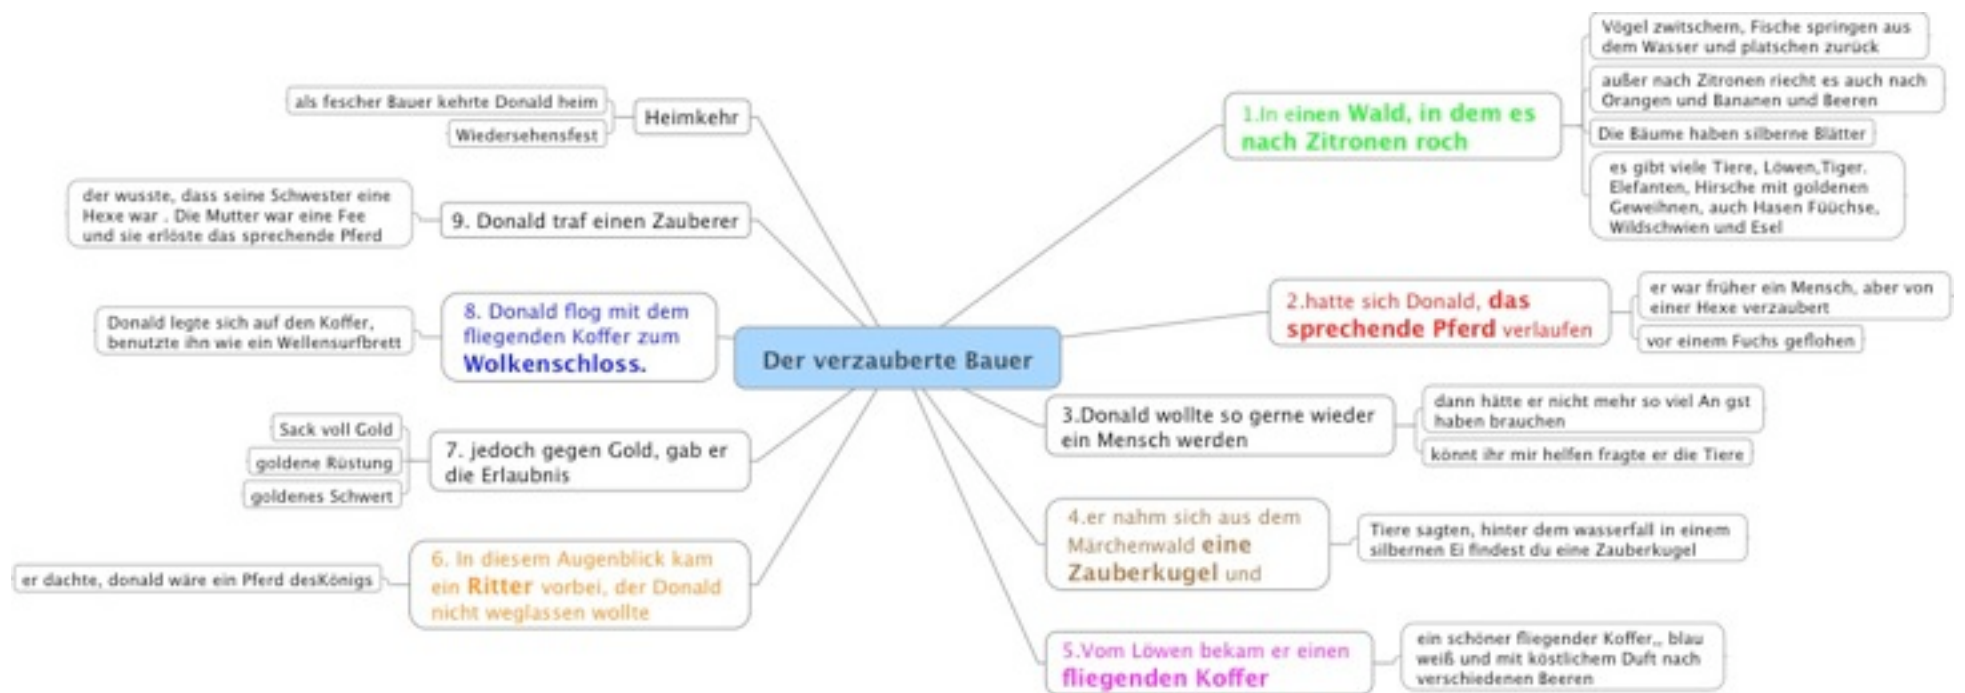 Der verzauberte Bauer
1.In einen Wald, in dem es
nach Zitronen roch
Vögel zwitschern, Fische springen aus
dem Wasser und platschen zurück
außer nach Zitronen riecht es auch nach
Orangen und Bananen und Beeren
Die Bäume haben silberne Blätter
es gibt viele Tiere, Löwen,Tiger.
Elefanten, Hirsche mit goldenen
Geweihnen, auch Hasen Füüchse,
Wildschwien und Esel
2.hatte sich Donald, das
sprechende Pferd verlaufen
er war früher ein Mensch, aber von
einer Hexe verzaubert
vor einem Fuchs geflohen
3.Donald wollte so gerne wieder
ein Mensch werden
dann hätte er nicht mehr so viel An gst
haben brauchen
könnt ihr mir helfen fragte er die Tiere
4.er nahm sich aus dem
Märchenwald eine
Zauberkugel und
Tiere sagten, hinter dem wasserfall in einem
silbernen Ei findest du eine Zauberkugel
5.Vom Löwen bekam er einen
fliegenden Koffer
ein schöner fliegender Koffer,, blau
weiß und mit köstlichem Duft nach
verschiedenen Beeren
6. In diesem Augenblick kam
ein Ritter vorbei, der Donald
nicht weglassen wollte
er dachte, donald wäre ein Pferd desKönigs
7. jedoch gegen Gold, gab er
die Erlaubnis
Sack voll Gold
goldene Rüstung
goldenes Schwert
8. Donald flog mit dem
fliegenden Koffer zum
Wolkenschloss.
Donald legte sich auf den Koffer,
benutzte ihn wie ein Wellensurfbrett
9. Donald traf einen Zauberer
der wusste, dass seine Schwester eine
Hexe war . Die Mutter war eine Fee
und sie erlöste das sprechende Pferd
Heimkehr
als fescher Bauer kehrte Donald heim
Wiedersehensfest